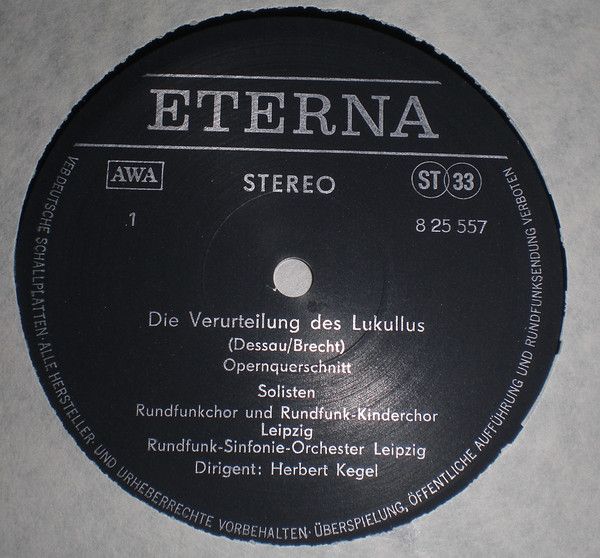 ETERNA
AWA
STEREO
ST 33
1
8 25 557
Die Verurteilung des Lukullus
(Dessau/Brecht)
Opernquerschnitt
Solisten
Rundfunkchor und Rundfunk-Kinderchor
Leipzig
Rundfunk-Sinfonie-Orchester Leipzig
Dirigent: Herbert Kegel
VEB DEUTSCHE SCHALLPLATTEN · ALLE HERSTELLER- UND URHEBERRECHTE VORBEHALTEN · ÜBERSPIELUNG, ÖFFENTLICHE AUFFÜHRUNG UND RUNDFUNKSENDUNG VERBOTEN